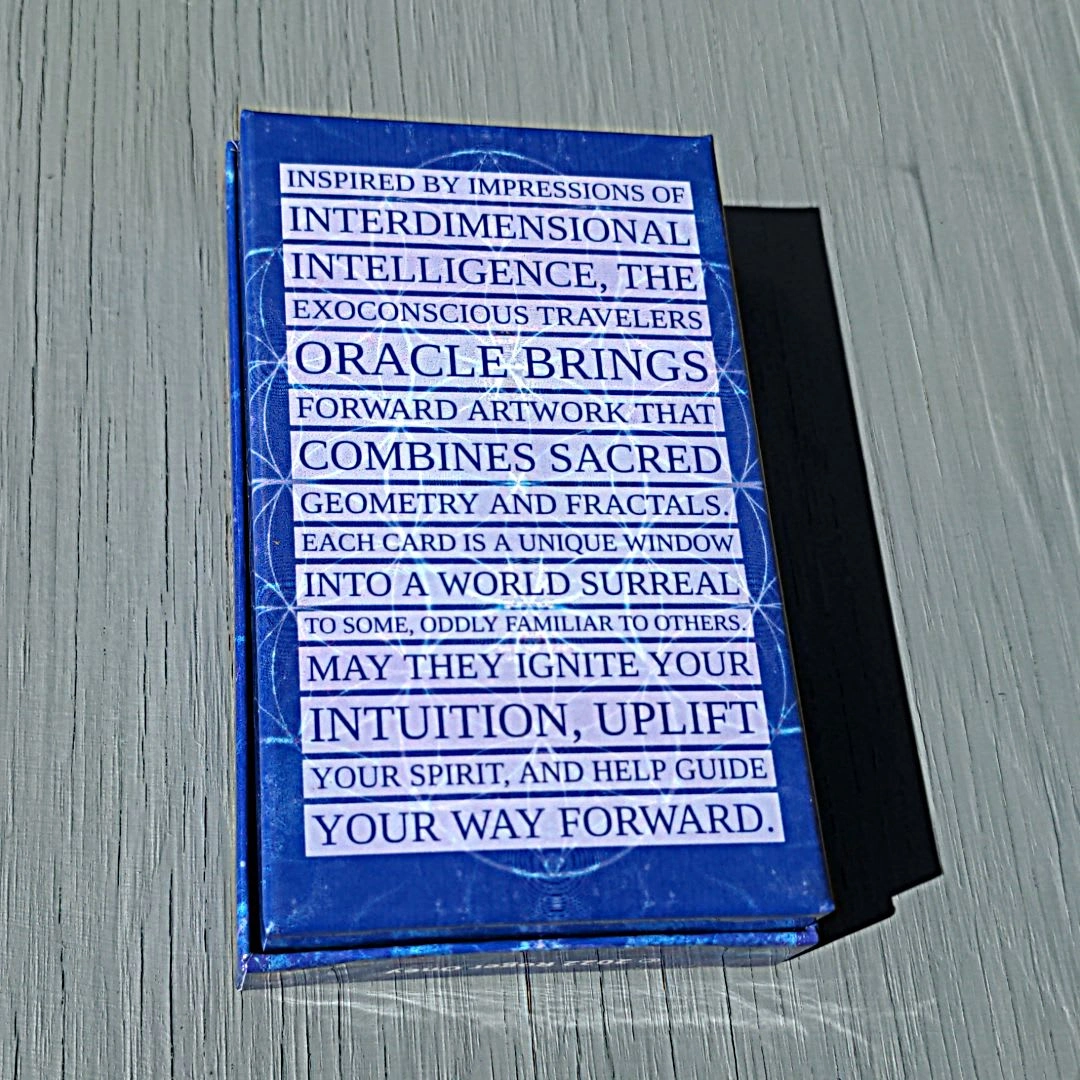 INSPIRED BY IMPRESSIONS OF
INTERDIMENSIONAL
INTELLIGENCE, THE
EXOCONSCIOUS TRAVELERS
ORACLE BRINGS
FORWARD ARTWORK THAT
COMBINES SACRED
GEOMETRY AND FRACTALS.
EACH CARD IS A UNIQUE WINDOW
INTO A WORLD SURREAL
TO SOME, ODDLY FAMILIAR TO OTHERS.
MAY THEY IGNITE YOUR
INTUITION, UPLIFT
YOUR SPIRIT, AND HELP GUIDE
YOUR WAY FORWARD.